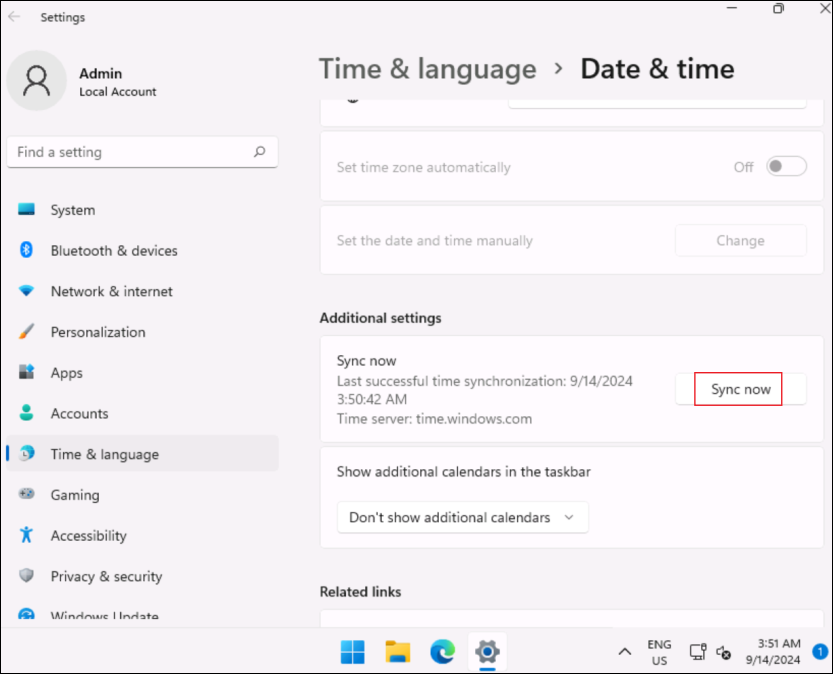 Settings
Admin
Local Account
Find a setting
System
Bluetooth & devices
Network & internet
Personalization
Apps
Accounts
Time & language
Gaming
Accessibility
Privacy & security
Windows Update
Time & language > Date & time
Set time zone automatically
Off
Set the date and time manually
Change
Additional settings
Sync now
Last successful time synchronization: 9/14/2024
3:50:42 AM
Time server: time.windows.com
Sync now
Show additional calendars in the taskbar
Don't show additional calendars
Related links
ENG
US
3:51 AM
9/14/2024
1